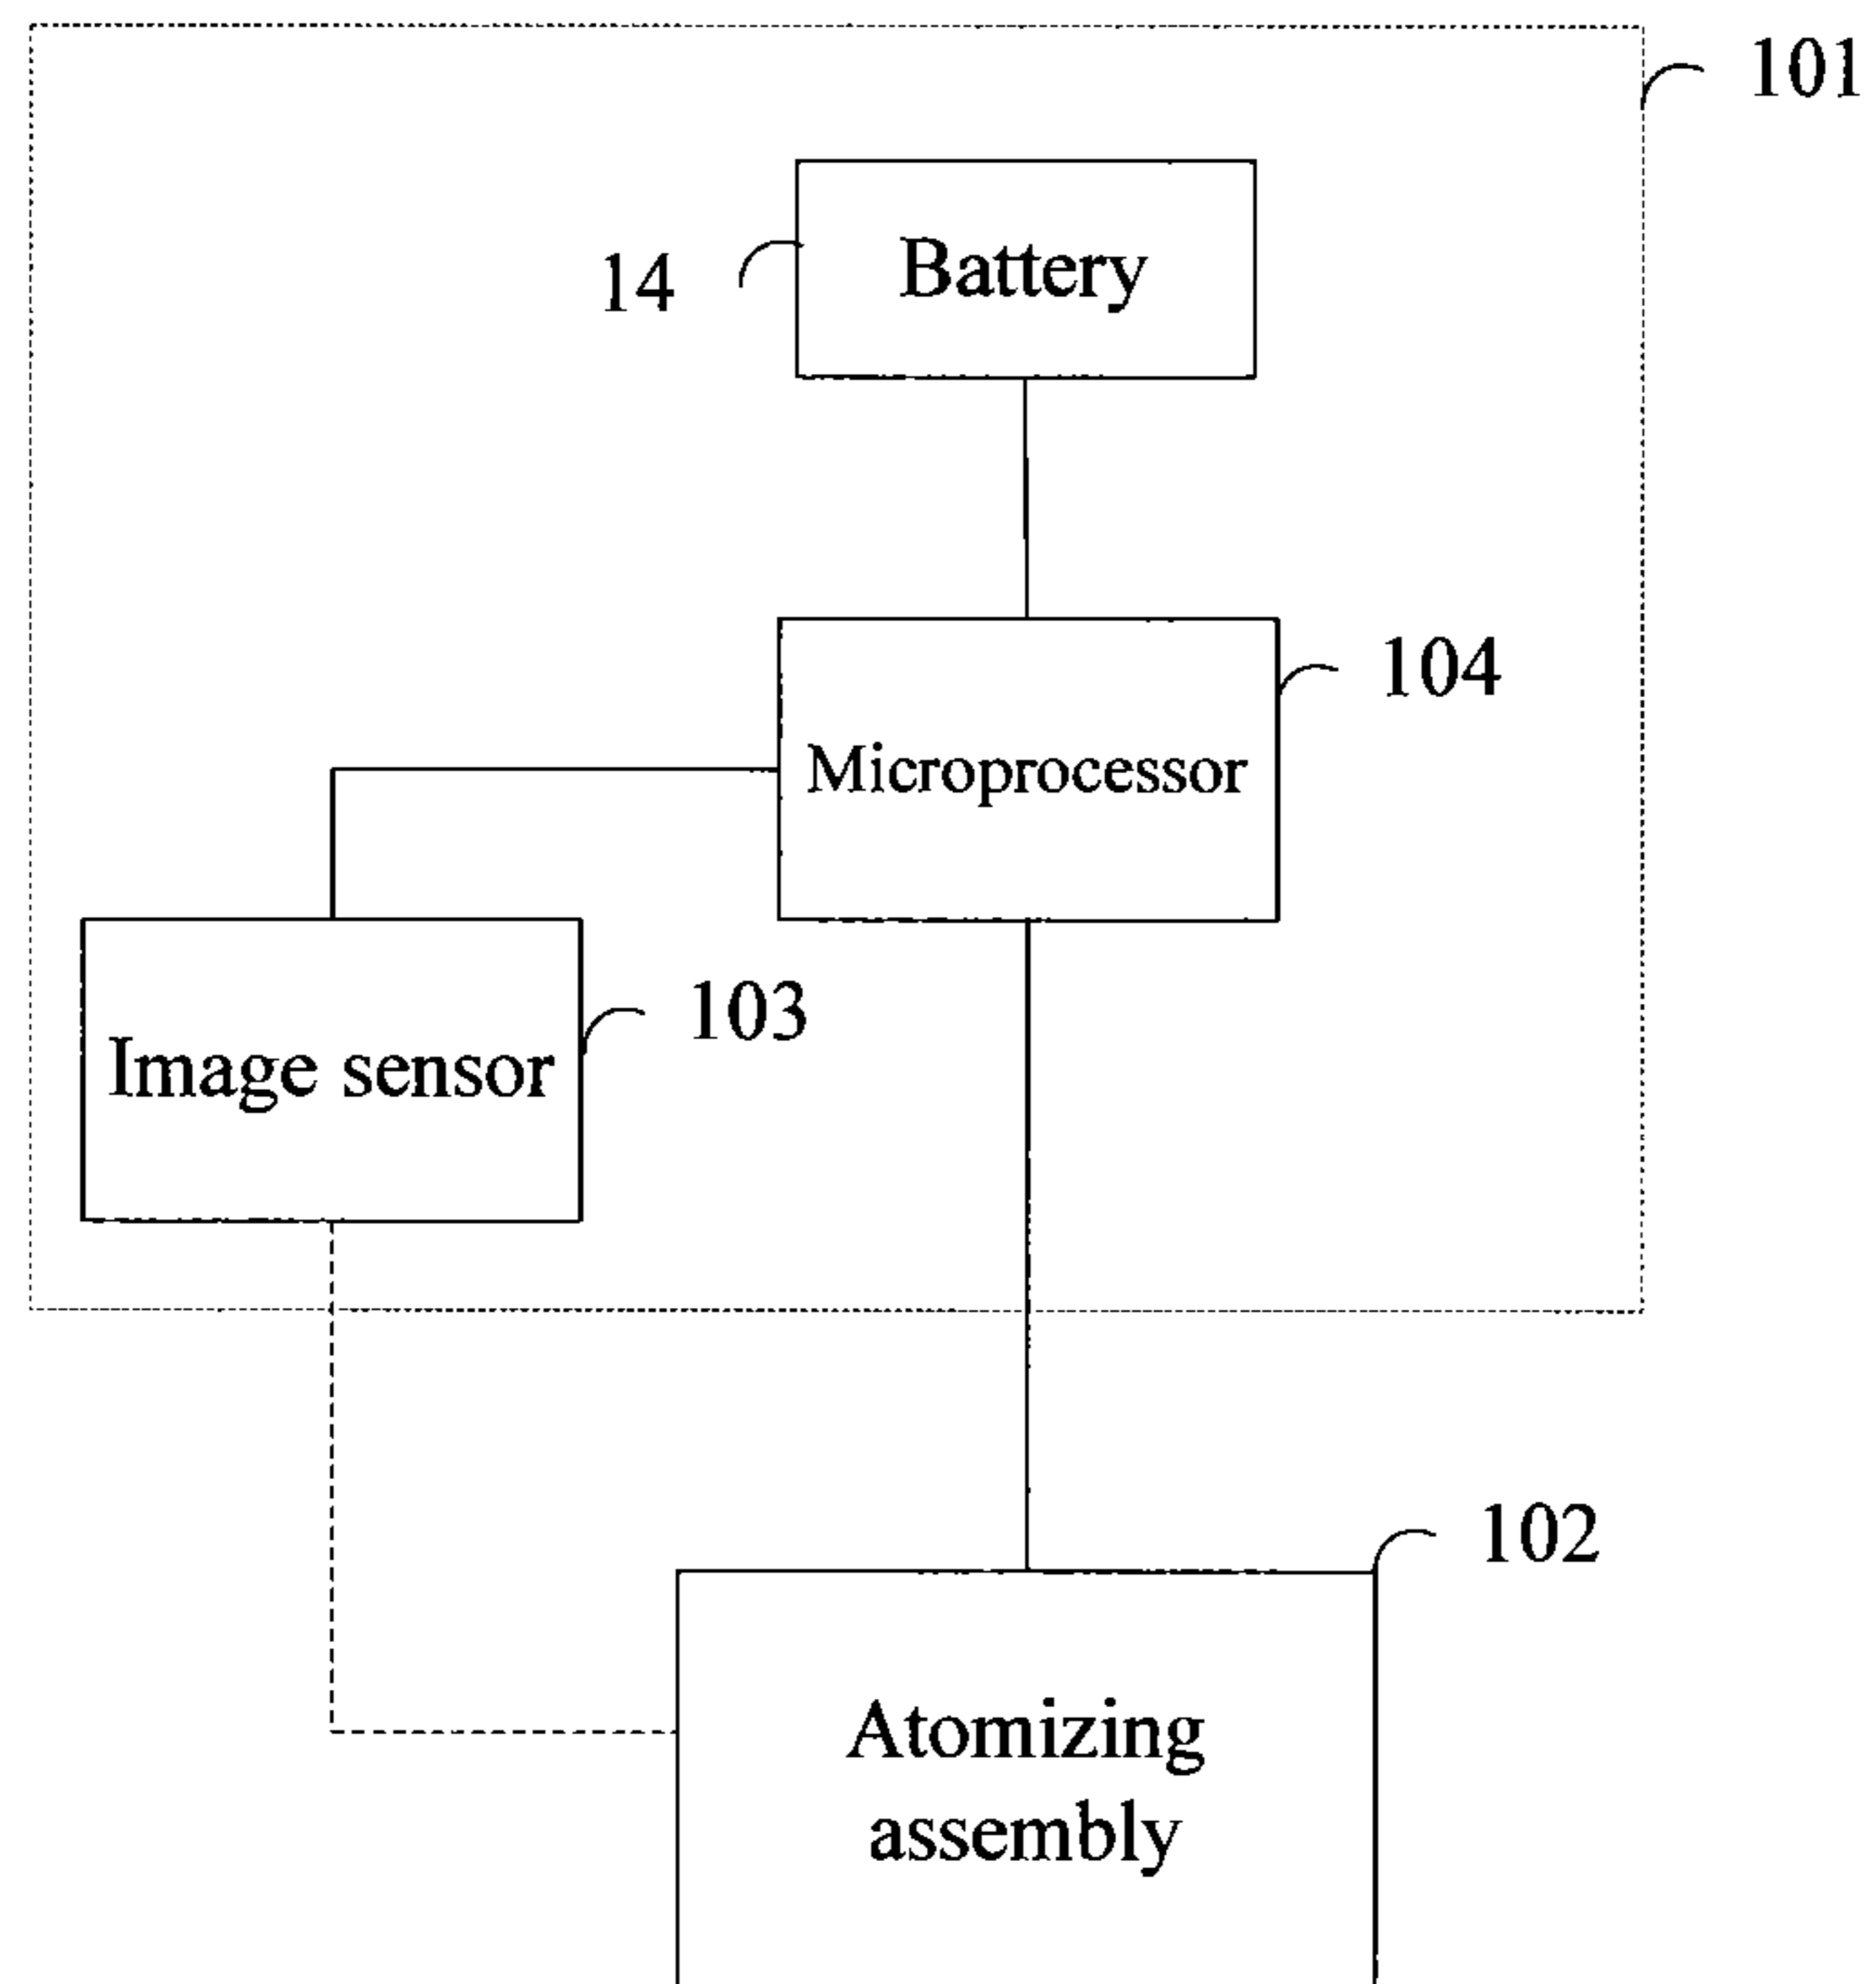 101
14
Battery
104
Microprocessor
103
Image sensor
102
Atomizing
assembly